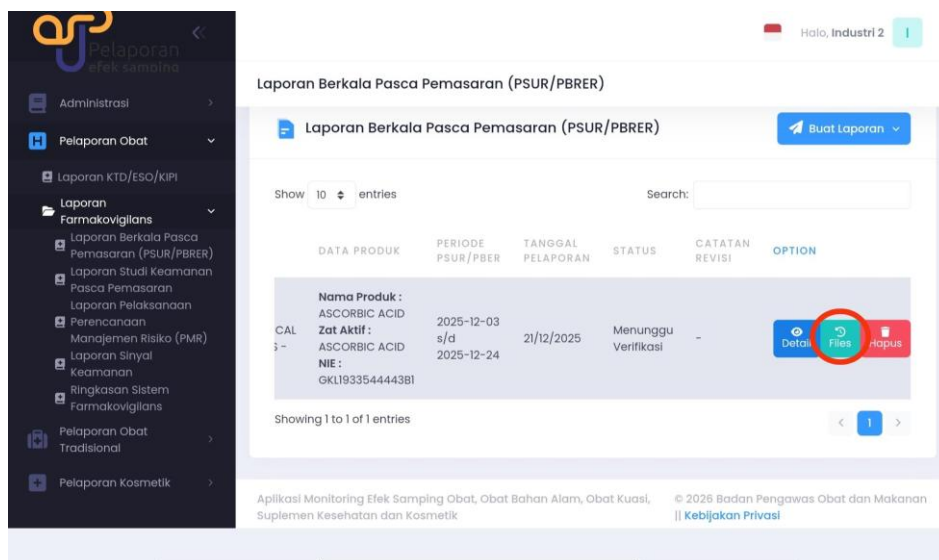 Pelaporan
efek samping
Halo, Industri 2
I
Laporan Berkala Pasca Pemasaran (PSUR/PBRER)
Administrasi
H Pelaporan Obat
Laporan KTD/ESO/KIPI
Laporan
Farmakovigilans
Laporan Berkala Pasca
Pemasaran (PSUR/PBRER)
Laporan Studi Keamanan
Pasca Pemasaran
Laporan Pelaksanaan
Perencanaan
Manajemen Risiko (PMR)
Laporan Sinyal
Keamanan
Ringkasan Sistem
Farmakovigilans
Pelaporan Obat
Tradisional
Pelaporan Kosmetik
Laporan Berkala Pasca Pemasaran (PSUR/PBRER)
Buat Laporan
Show 10 entries
Search:
DATA PRODUK
PERIODE
PSUR/PBER
TANGGAL
PELAPORAN
STATUS
CATATAN
REVISI
OPTION
CAL
S -
Nama Produk :
ASCORBIC ACID
Zat Aktif :
ASCORBIC ACID
NIE :
GKL1933544443B1
2025-12-03
s/d
2025-12-24
21/12/2025
Menunggu
Verifikasi
-
Detail
Files
Hapus
Showing 1 to 1 of 1 entries
< 1 >
Aplikasi Monitoring Efek Samping Obat, Obat Bahan Alam, Obat Kuasi,
Suplemen Kesehatan dan Kosmetik
© 2026 Badan Pengawas Obat dan Makanan
|| Kebijakan Privasi